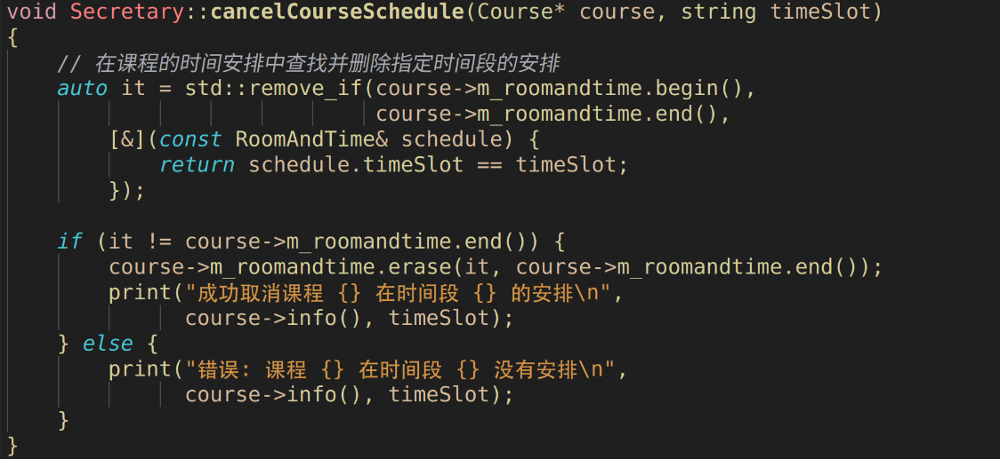 void Secretary::cancelCourseSchedule(Course* course, string timeSlot)
{
    // 在课程的时间安排中查找并删除指定时间段的安排
    auto it = std::remove_if(course->m_roomandtime.begin(),
                             course->m_roomandtime.end(),
        [&](const RoomAndTime& schedule) {
            return schedule.timeSlot == timeSlot;
        });

    if (it != course->m_roomandtime.end()) {
        course->m_roomandtime.erase(it, course->m_roomandtime.end());
        print("成功取消课程 {} 在时间段 {} 的安排\n",
              course->info(), timeSlot);
    } else {
        print("错误: 课程 {} 在时间段 {} 没有安排\n",
              course->info(), timeSlot);
    }
}